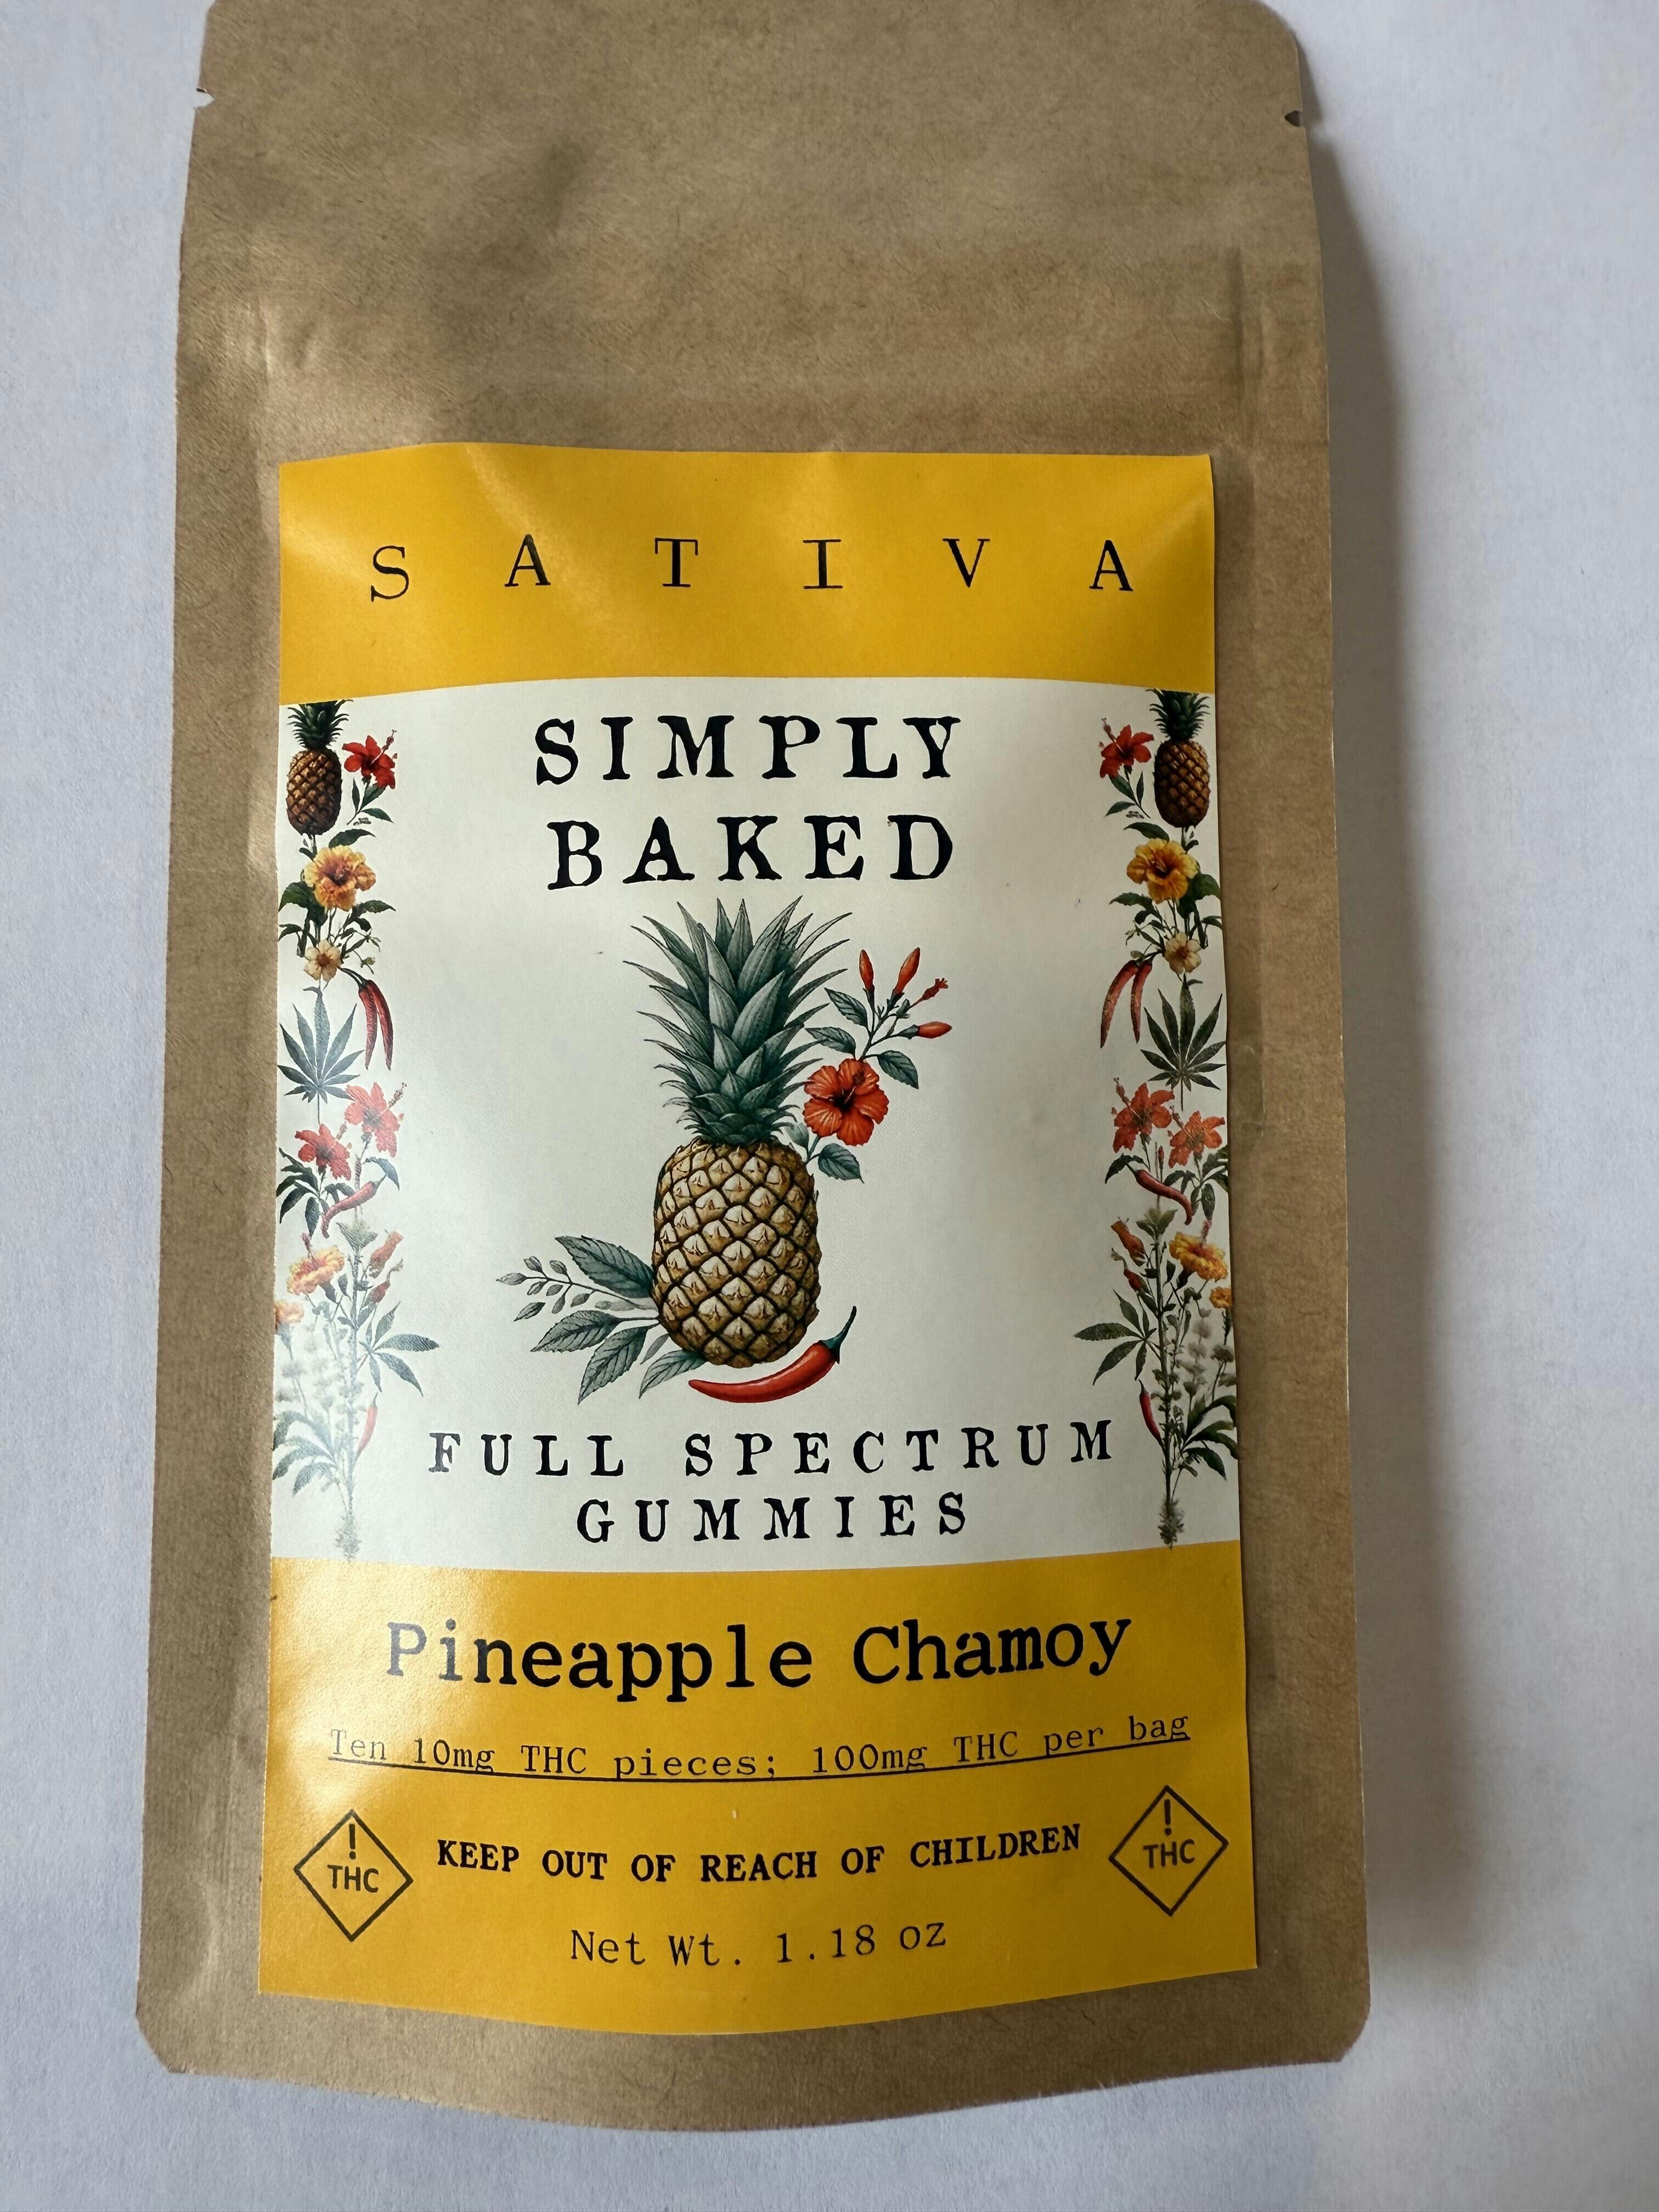 S A T I V A
SIMPLY
BAKED
FULL SPECTRUM
GUMMIES
Pineapple Chamoy
Ten 10mg THC pieces; 100mg THC per bag
! THC
KEEP OUT OF REACH OF CHILDREN
! THC
Net Wt. 1.18 oz